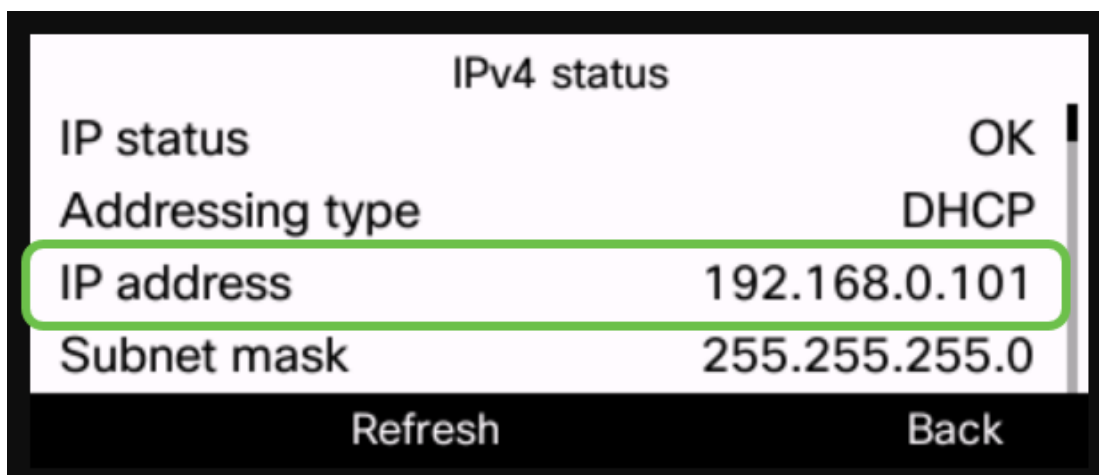 IPv4 status
IP status OK
Addressing type DHCP
IP address 192.168.0.101
Subnet mask 255.255.255.0
Refresh Back